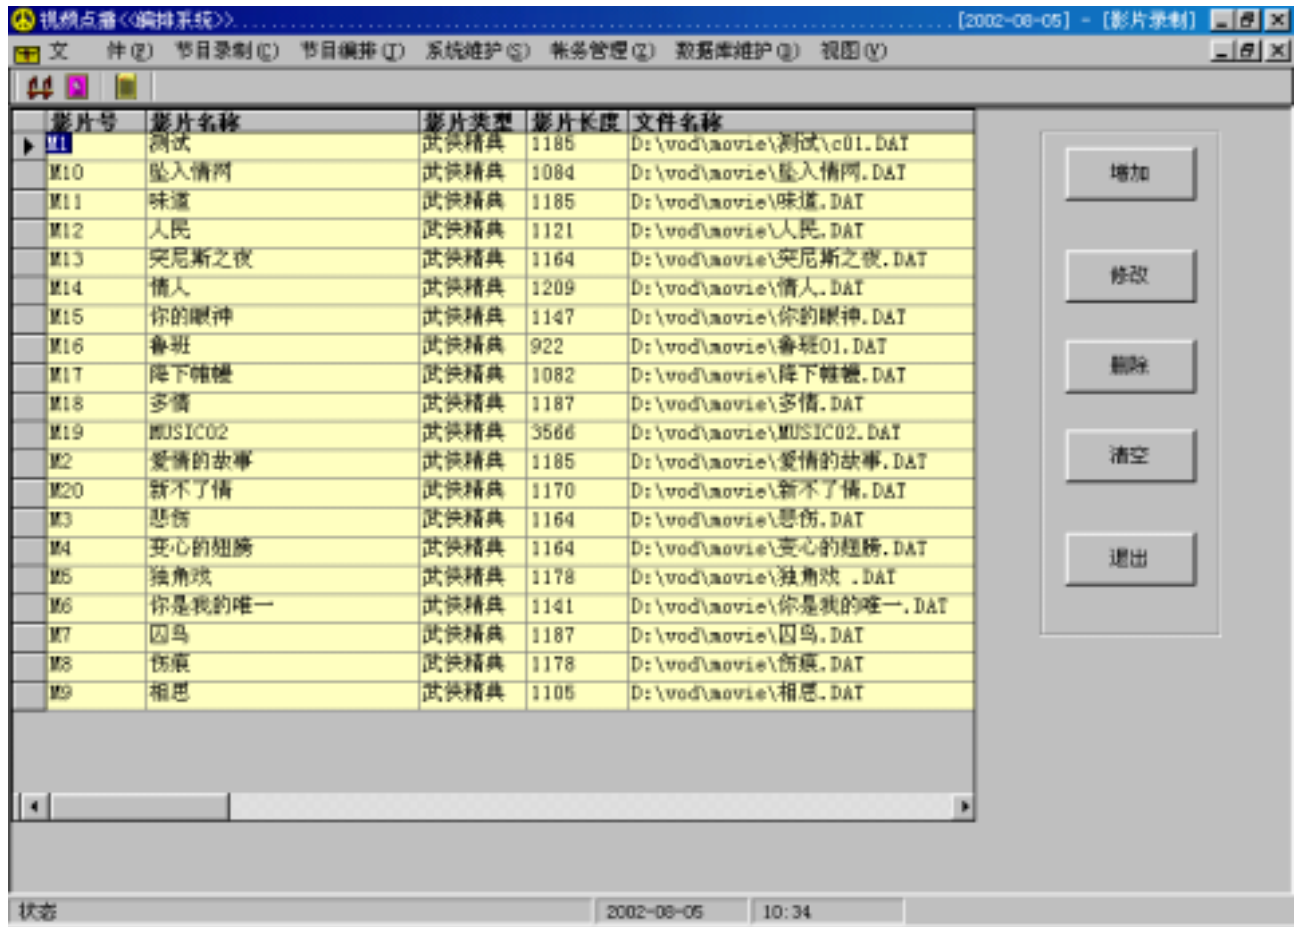 视频点播<<编排系统>>.......................................................... [2002-08-05] - [影片录制]
文 件(F) 节目录制(C) 节目编排(T) 系统维护(S) 帐务管理(Z) 数据库维护(D) 视图(V)
影片号 影片名称 影片类型 影片长度 文件名称
M1 测试 武侠精典 1185 D:\vod\movie\测试\c01.DAT
M10 坠入情网 武侠精典 1084 D:\vod\movie\坠入情网.DAT
M11 味道 武侠精典 1185 D:\vod\movie\味道.DAT
M12 人民 武侠精典 1121 D:\vod\movie\人民.DAT
M13 突尼斯之夜 武侠精典 1164 D:\vod\movie\突尼斯之夜.DAT
M14 情人 武侠精典 1209 D:\vod\movie\情人.DAT
M15 你的眼神 武侠精典 1147 D:\vod\movie\你的眼神.DAT
M16 鲁班 武侠精典 922 D:\vod\movie\鲁班01.DAT
M17 降下帷幔 武侠精典 1082 D:\vod\movie\降下帷幔.DAT
M18 多情 武侠精典 1187 D:\vod\movie\多情.DAT
M19 MUSIC02 武侠精典 3566 D:\vod\movie\MUSIC02.DAT
M2 爱情的故事 武侠精典 1185 D:\vod\movie\爱情的故事.DAT
M20 新不了情 武侠精典 1170 D:\vod\movie\新不了情.DAT
M3 悲伤 武侠精典 1164 D:\vod\movie\悲伤.DAT
M4 变心的翅膀 武侠精典 1164 D:\vod\movie\变心的翅膀.DAT
M5 独角戏 武侠精典 1178 D:\vod\movie\独角戏 .DAT
M6 你是我的唯一 武侠精典 1141 D:\vod\movie\你是我的唯一.DAT
M7 囚鸟 武侠精典 1187 D:\vod\movie\囚鸟.DAT
M8 伤痕 武侠精典 1178 D:\vod\movie\伤痕.DAT
M9 相思 武侠精典 1105 D:\vod\movie\相思.DAT
增加
修改
删除
清空
退出
状态 2002-08-05 10:34